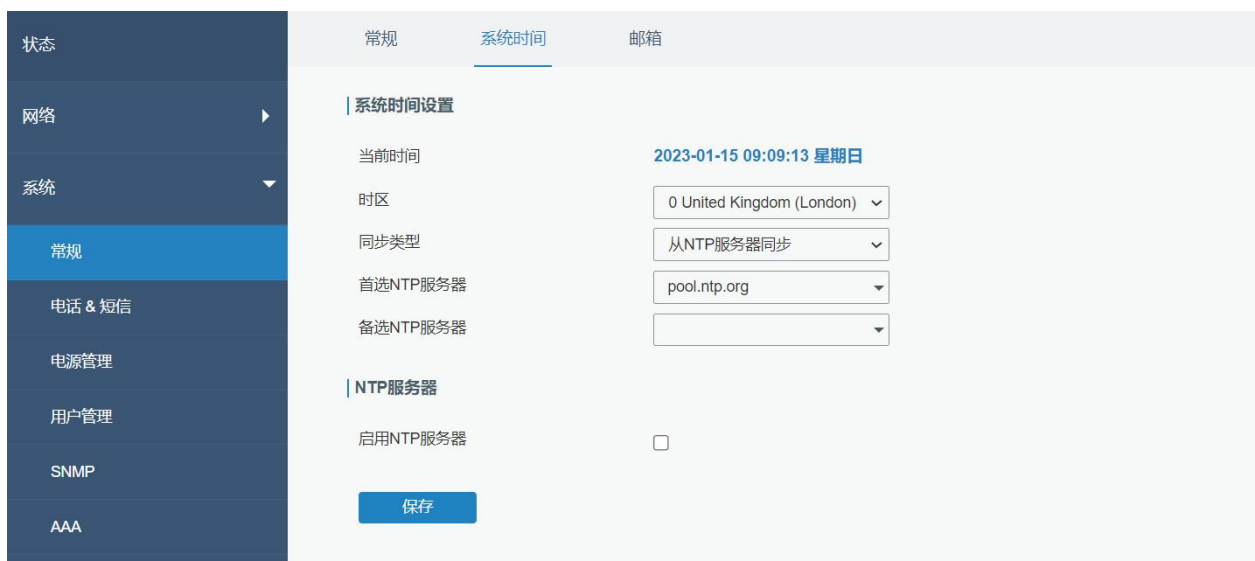 状态
网络
系统
常规
电话 & 短信
电源管理
用户管理
SNMP
AAA
常规 系统时间 邮箱
系统时间设置
当前时间 2023-01-15 09:09:13 星期日
时区 0 United Kingdom (London)
同步类型 从NTP服务器同步
首选NTP服务器 pool.ntp.org
备选NTP服务器
NTP服务器
启用NTP服务器
保存